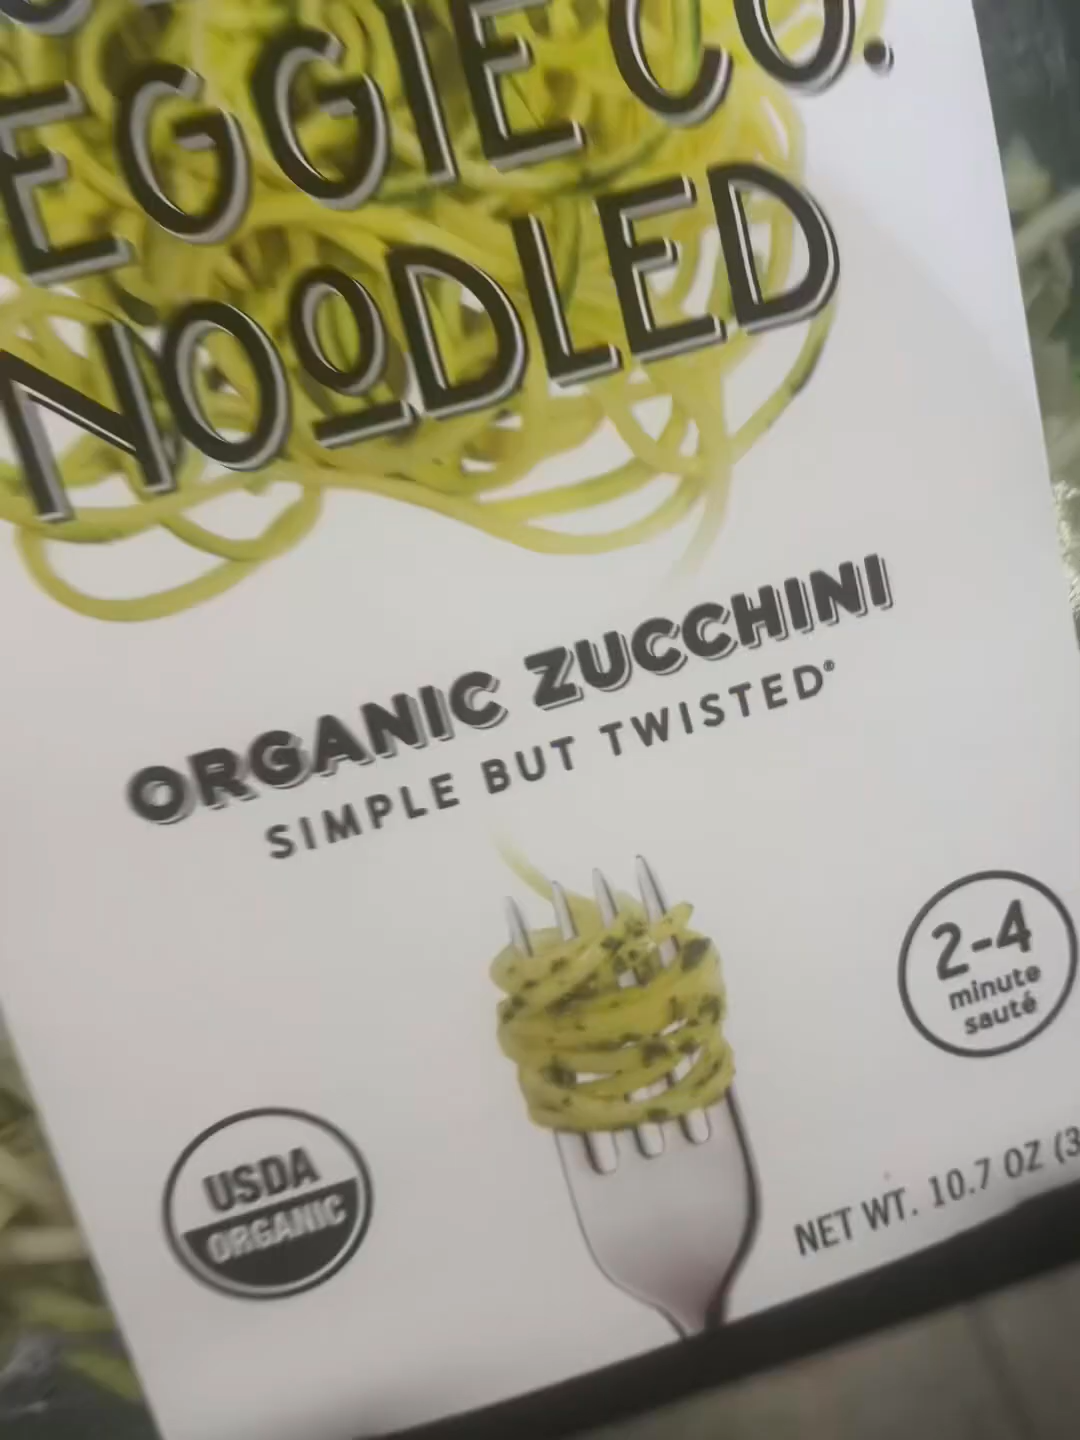 EGGIE CO.
NOODLED
ORGANIC ZUCCHINI
SIMPLE BUT TWISTED®
2-4
minute
sauté
USDA
ORGANIC
NET WT. 10.7 OZ (3